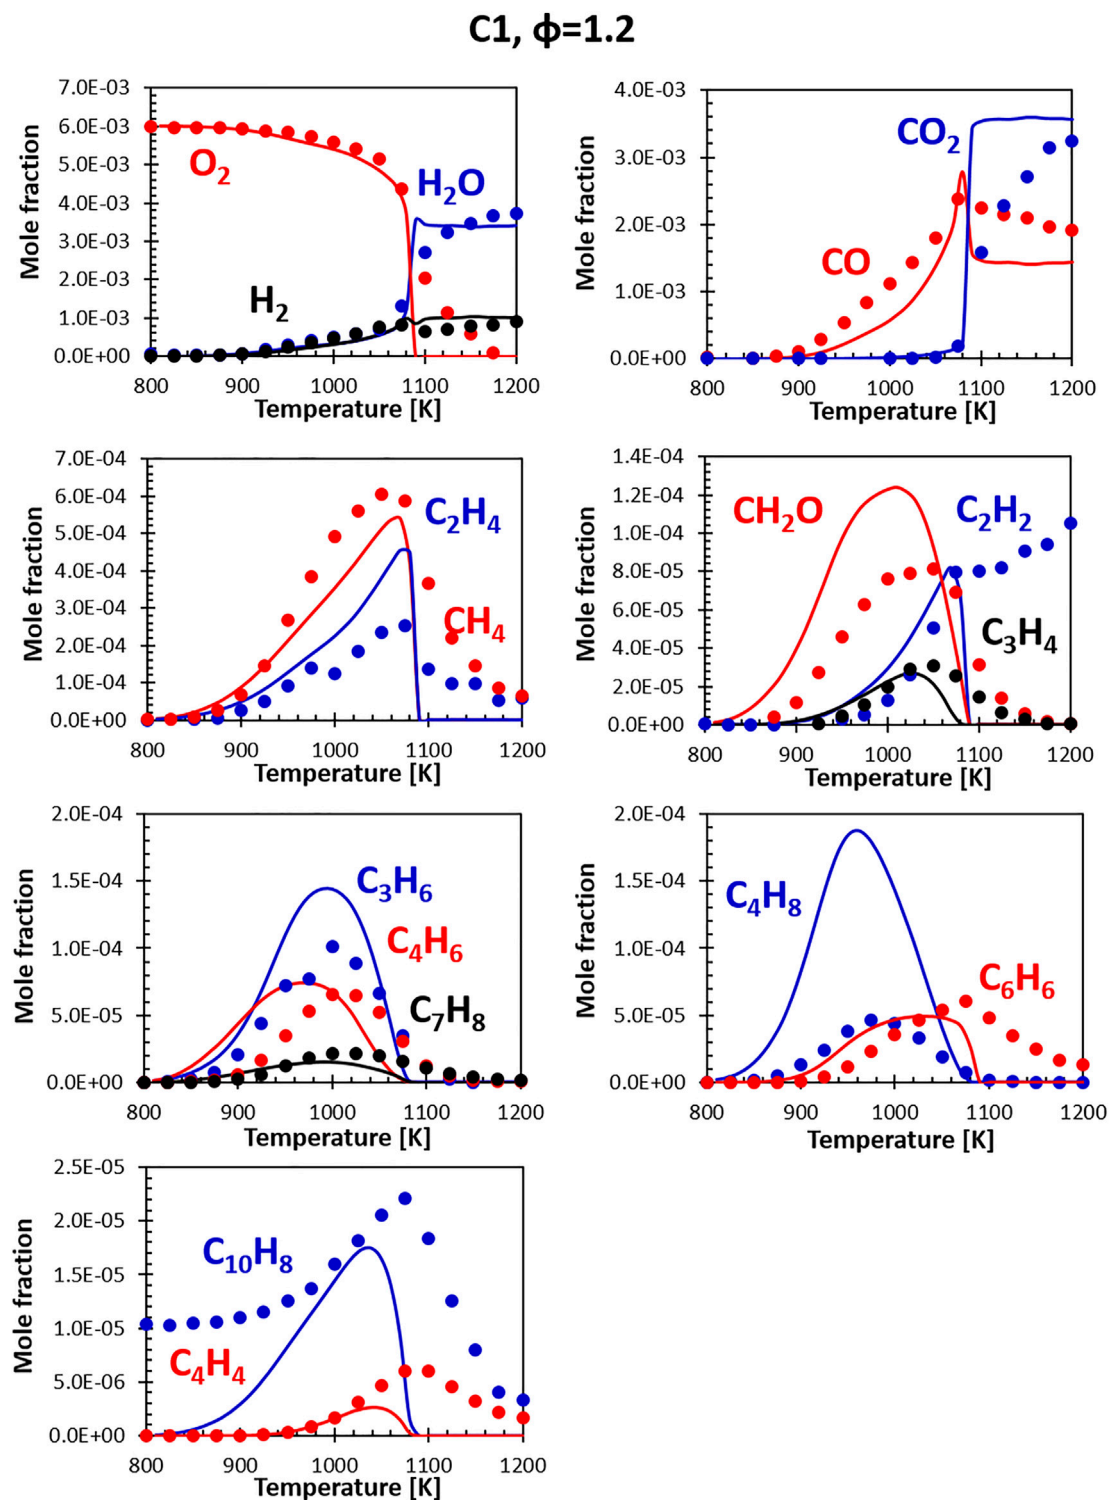 C1, ϕ=1.2
7.0E-03
6.0E-03
5.0E-03
4.0E-03
3.0E-03
2.0E-03
1.0E-03
0.0E+00
Mole fraction
O2
H2O
H2
800 900 1000 1100 1200
Temperature [K]
4.0E-03
3.0E-03
2.0E-03
1.0E-03
0.0E+00
Mole fraction
CO2
CO
800 900 1000 1100 1200
Temperature [K]
7.0E-04
6.0E-04
5.0E-04
4.0E-04
3.0E-04
2.0E-04
1.0E-04
0.0E+00
Mole fraction
C2H4
CH4
800 900 1000 1100 1200
Temperature [K]
1.4E-04
1.2E-04
1.0E-04
8.0E-05
6.0E-05
4.0E-05
2.0E-05
0.0E+00
Mole fraction
CH2O
C2H2
C3H4
800 900 1000 1100 1200
Temperature [K]
2.0E-04
1.5E-04
1.0E-04
5.0E-05
0.0E+00
Mole fraction
C3H6
C4H6
C7H8
800 900 1000 1100 1200
Temperature [K]
2.0E-04
1.5E-04
1.0E-04
5.0E-05
0.0E+00
Mole fraction
C4H8
C6H6
800 900 1000 1100 1200
Temperature [K]
2.5E-05
2.0E-05
1.5E-05
1.0E-05
5.0E-06
0.0E+00
Mole fraction
C10H8
C4H4
800 900 1000 1100 1200
Temperature [K]